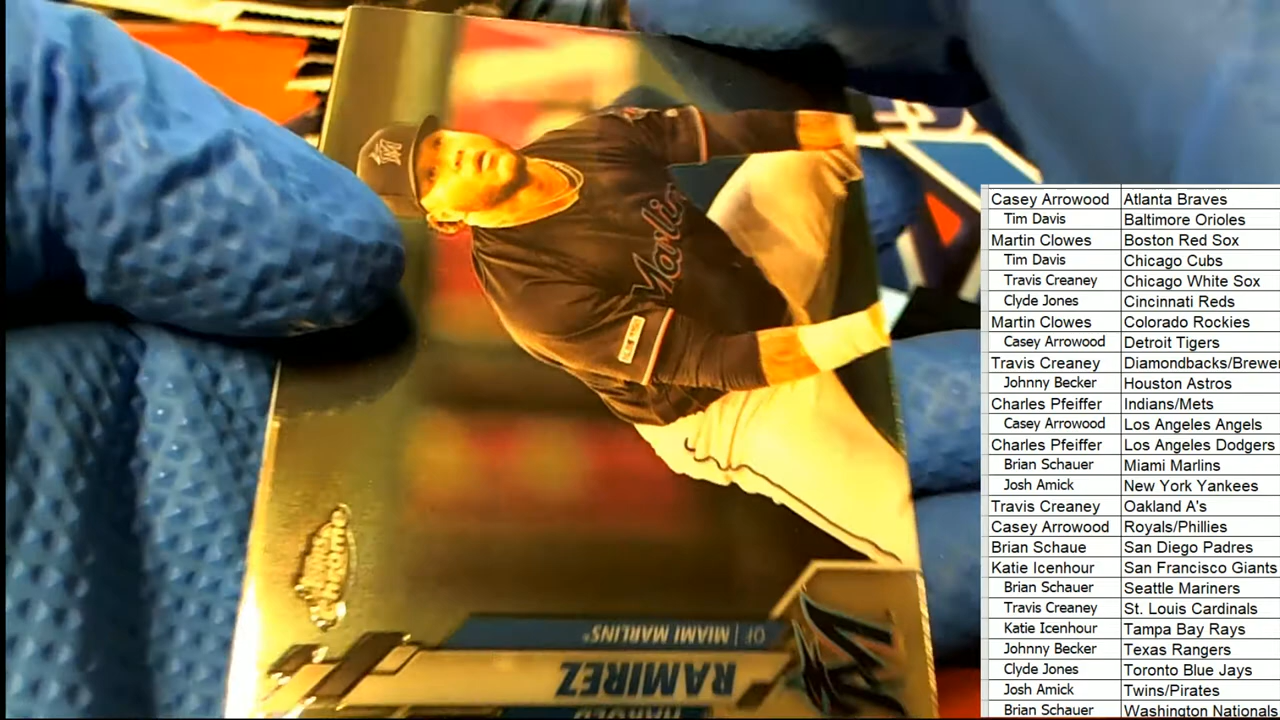 Marlins
Topps
Chrome
OF | MIAMI MARLINS
RAMIREZ
Casey Arrowood Atlanta Braves
Tim Davis Baltimore Orioles
Martin Clowes Boston Red Sox
Tim Davis Chicago Cubs
Travis Creaney Chicago White Sox
Clyde Jones Cincinnati Reds
Martin Clowes Colorado Rockies
Casey Arrowood Detroit Tigers
Travis Creaney Diamondbacks/Brewe
Johnny Becker Houston Astros
Charles Pfeiffer Indians/Mets
Casey Arrowood Los Angeles Angels
Charles Pfeiffer Los Angeles Dodgers
Brian Schauer Miami Marlins
Josh Amick New York Yankees
Travis Creaney Oakland A's
Casey Arrowood Royals/Phillies
Brian Schaue San Diego Padres
Katie Icenhour San Francisco Giants
Brian Schauer Seattle Mariners
Travis Creaney St. Louis Cardinals
Katie Icenhour Tampa Bay Rays
Johnny Becker Texas Rangers
Clyde Jones Toronto Blue Jays
Josh Amick Twins/Pirates
Brian Schauer Washington Nationals